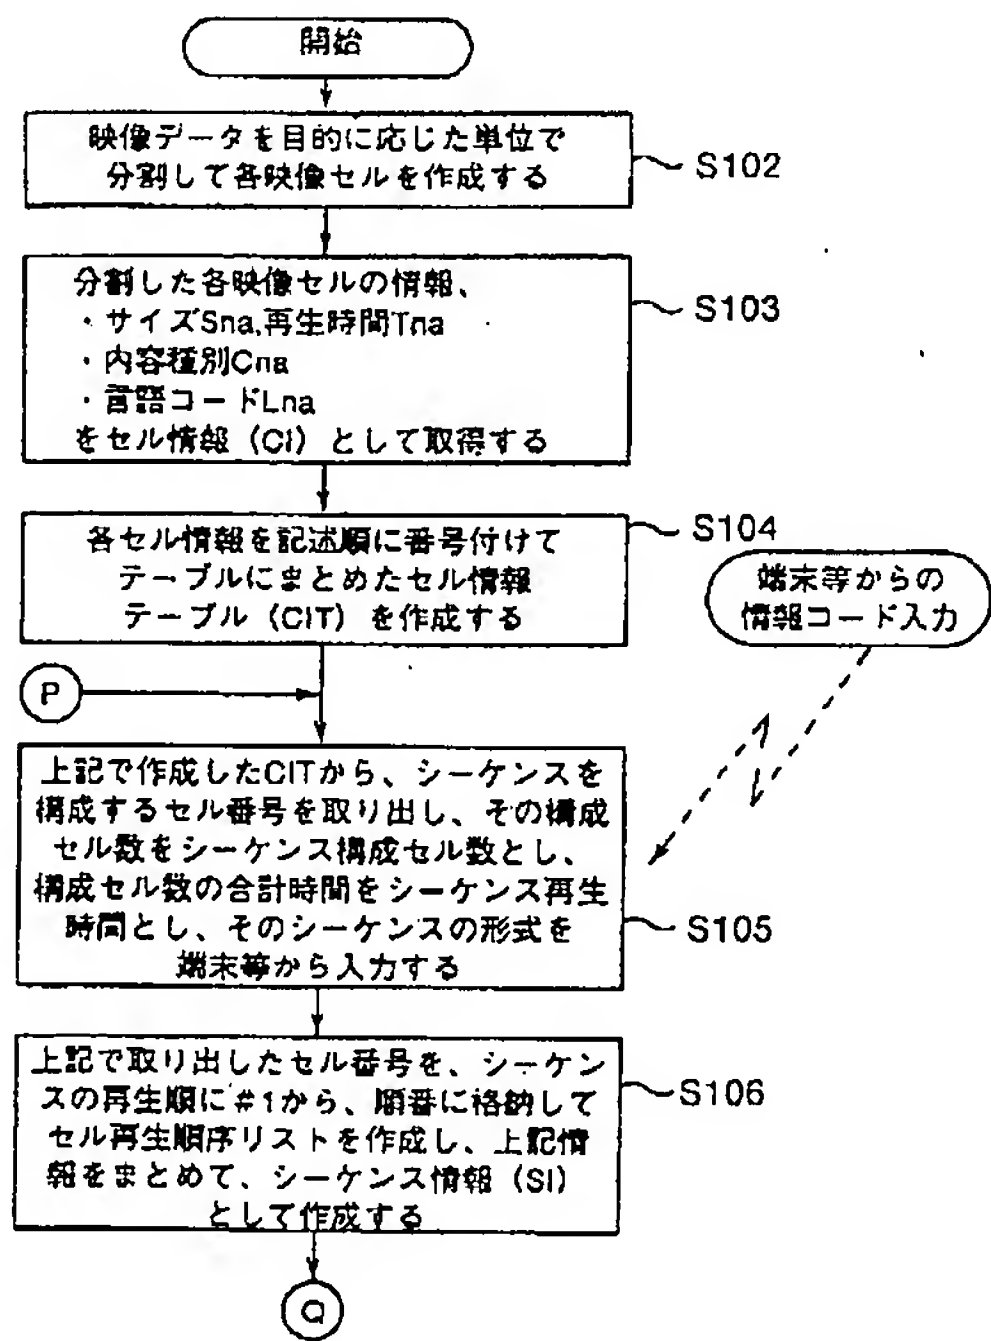 開始
映像データを目的に応じた単位で
分割して各映像セルを作成する
S102
分割した各映像セルの情報、
・サイズSna,再生時間Tna
・内容種別Cna
・言語コードLna
をセル情報（CI）として取得する
S103
各セル情報を記述順に番号付けて
テーブルにまとめたセル情報
テーブル（CIT）を作成する
S104
端末等からの
情報コード入力
P
上記で作成したCITから、シーケンスを
構成するセル番号を取り出し、その構成
セル数をシーケンス構成セル数とし、
構成セル数の合計時間をシーケンス再生
時間とし、そのシーケンスの形式を
端末等から入力する
S105
上記で取り出したセル番号を、シーケン
スの再生順に#1から、順番に格納して
セル再生順序リストを作成し、上記情
報をまとめて、シーケンス情報（SI）
として作成する
S106
Q